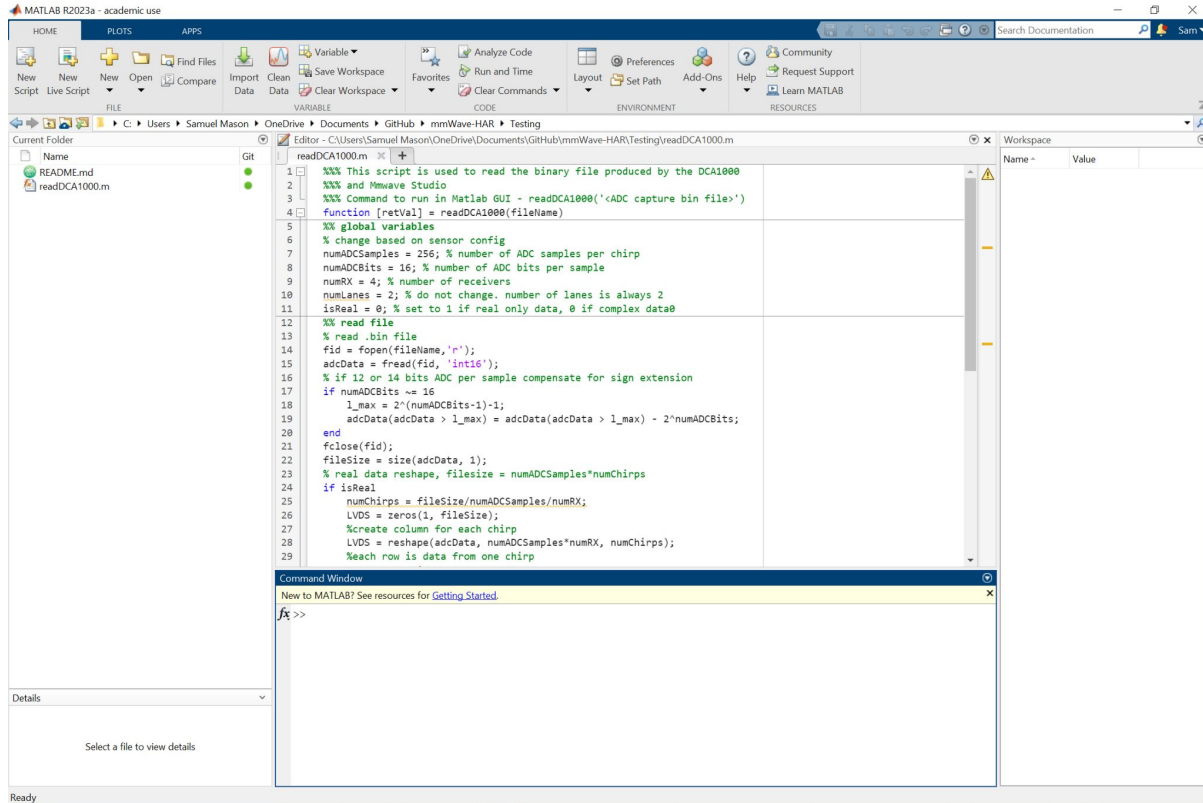 MATLAB R2023a - academic use
HOME PLOTS APPS
Search Documentation Sam
New Script
New Live Script
New
Open
Find Files
Compare
Import Data
Clean Data
Variable
Save Workspace
Clear Workspace
Favorites
Analyze Code
Run and Time
Clear Commands
Layout
Preferences
Set Path
Add-Ons
Help
Community
Request Support
Learn MATLAB
FILE VARIABLE CODE ENVIRONMENT RESOURCES
C: Users Samuel Mason OneDrive Documents GitHub mmWave-HAR Testing
Current Folder
Name Git
README.md
readDCA1000.m
Editor - C:\Users\Samuel Mason\OneDrive\Documents\GitHub\mmWave-HAR\Testing\readDCA1000.m
readDCA1000.m
1 %%% This script is used to read the binary file produced by the DCA1000
2 %%% and Mmwave Studio
3 %%% Command to run in Matlab GUI - readDCA1000('<ADC capture bin file>')
4 function [retVal] = readDCA1000(fileName)
5 %% global variables
6 % change based on sensor config
7 numADCSamples = 256; % number of ADC samples per chirp
8 numADCBits = 16; % number of ADC bits per sample
9 numRX = 4; % number of receivers
10 numLanes = 2; % do not change. number of lanes is always 2
11 isReal = 0; % set to 1 if real only data, 0 if complex data0
12 %% read file
13 % read .bin file
14 fid = fopen(fileName,'r');
15 adcData = fread(fid, 'int16');
16 % if 12 or 14 bits ADC per sample compensate for sign extension
17 if numADCBits ~= 16
18 l_max = 2^(numADCBits-1)-1;
19 adcData(adcData > l_max) = adcData(adcData > l_max) - 2^numADCBits;
20 end
21 fclose(fid);
22 fileSize = size(adcData, 1);
23 % real data reshape, filesize = numADCSamples*numChirps
24 if isReal
25 numChirps = fileSize/numADCSamples/numRX;
26 LVDS = zeros(1, fileSize);
27 %create column for each chirp
28 LVDS = reshape(adcData, numADCSamples*numRX, numChirps);
29 %each row is data from one chirp
Command Window
New to MATLAB? See resources for Getting Started.
fx >>
Workspace
Name Value
Details
Select a file to view details
Ready